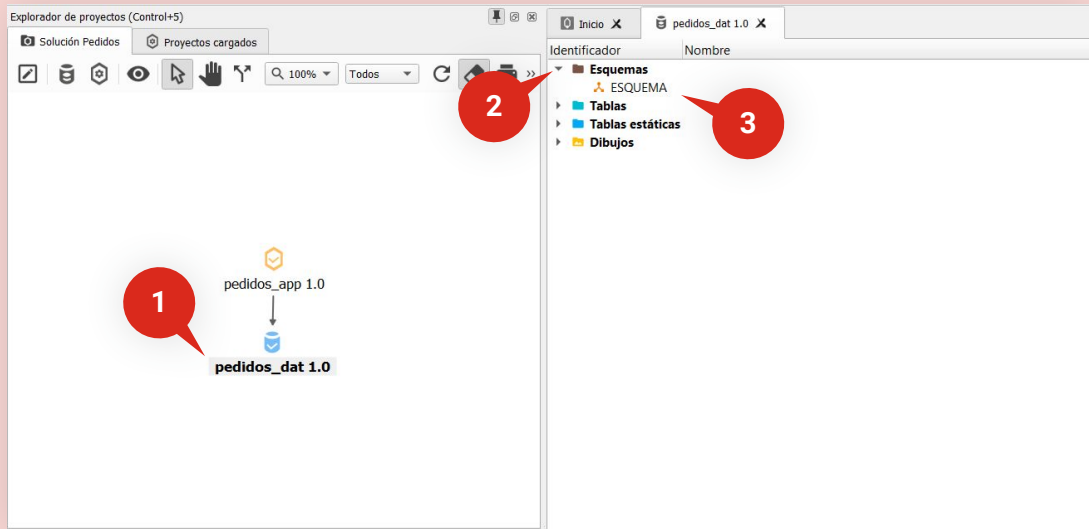 Explorador de proyectos (Control+5)
Solución Pedidos
Proyectos cargados
100%
Todos
»
1
pedidos_app 1.0
pedidos_dat 1.0
Inicio
pedidos_dat 1.0
Identificador
Nombre
Esquemas
ESQUEMA
Tablas
Tablas estáticas
Dibujos
2
3